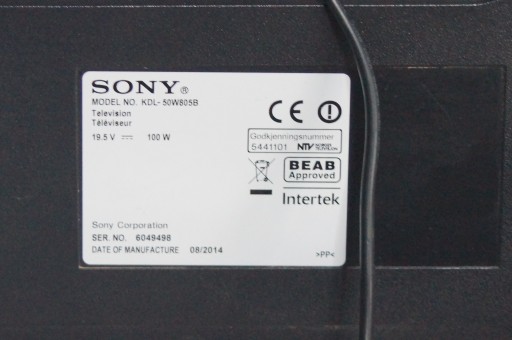 SONY®
MODEL NO. KDL-50W805B
Television
Téléviseur
19.5 V ⎓ 100 W
CE
Godkjenningsnummer
5441101 NTV
BEAB
Approved
Intertek
Sony Corporation
SER. NO. 6049498
DATE OF MANUFACTURE 08/2014
>PP<